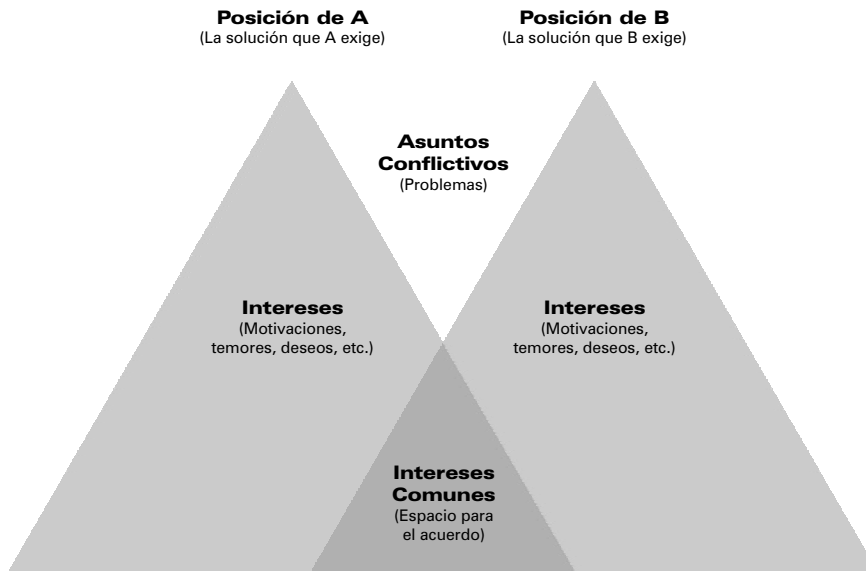 Posición de A
(La solución que A exige)
Posición de B
(La solución que B exige)
Asuntos
Conflictivos
(Problemas)
Intereses
(Motivaciones,
temores, deseos, etc.)
Intereses
(Motivaciones,
temores, deseos, etc.)
Intereses
Comunes
(Espacio para
el acuerdo)